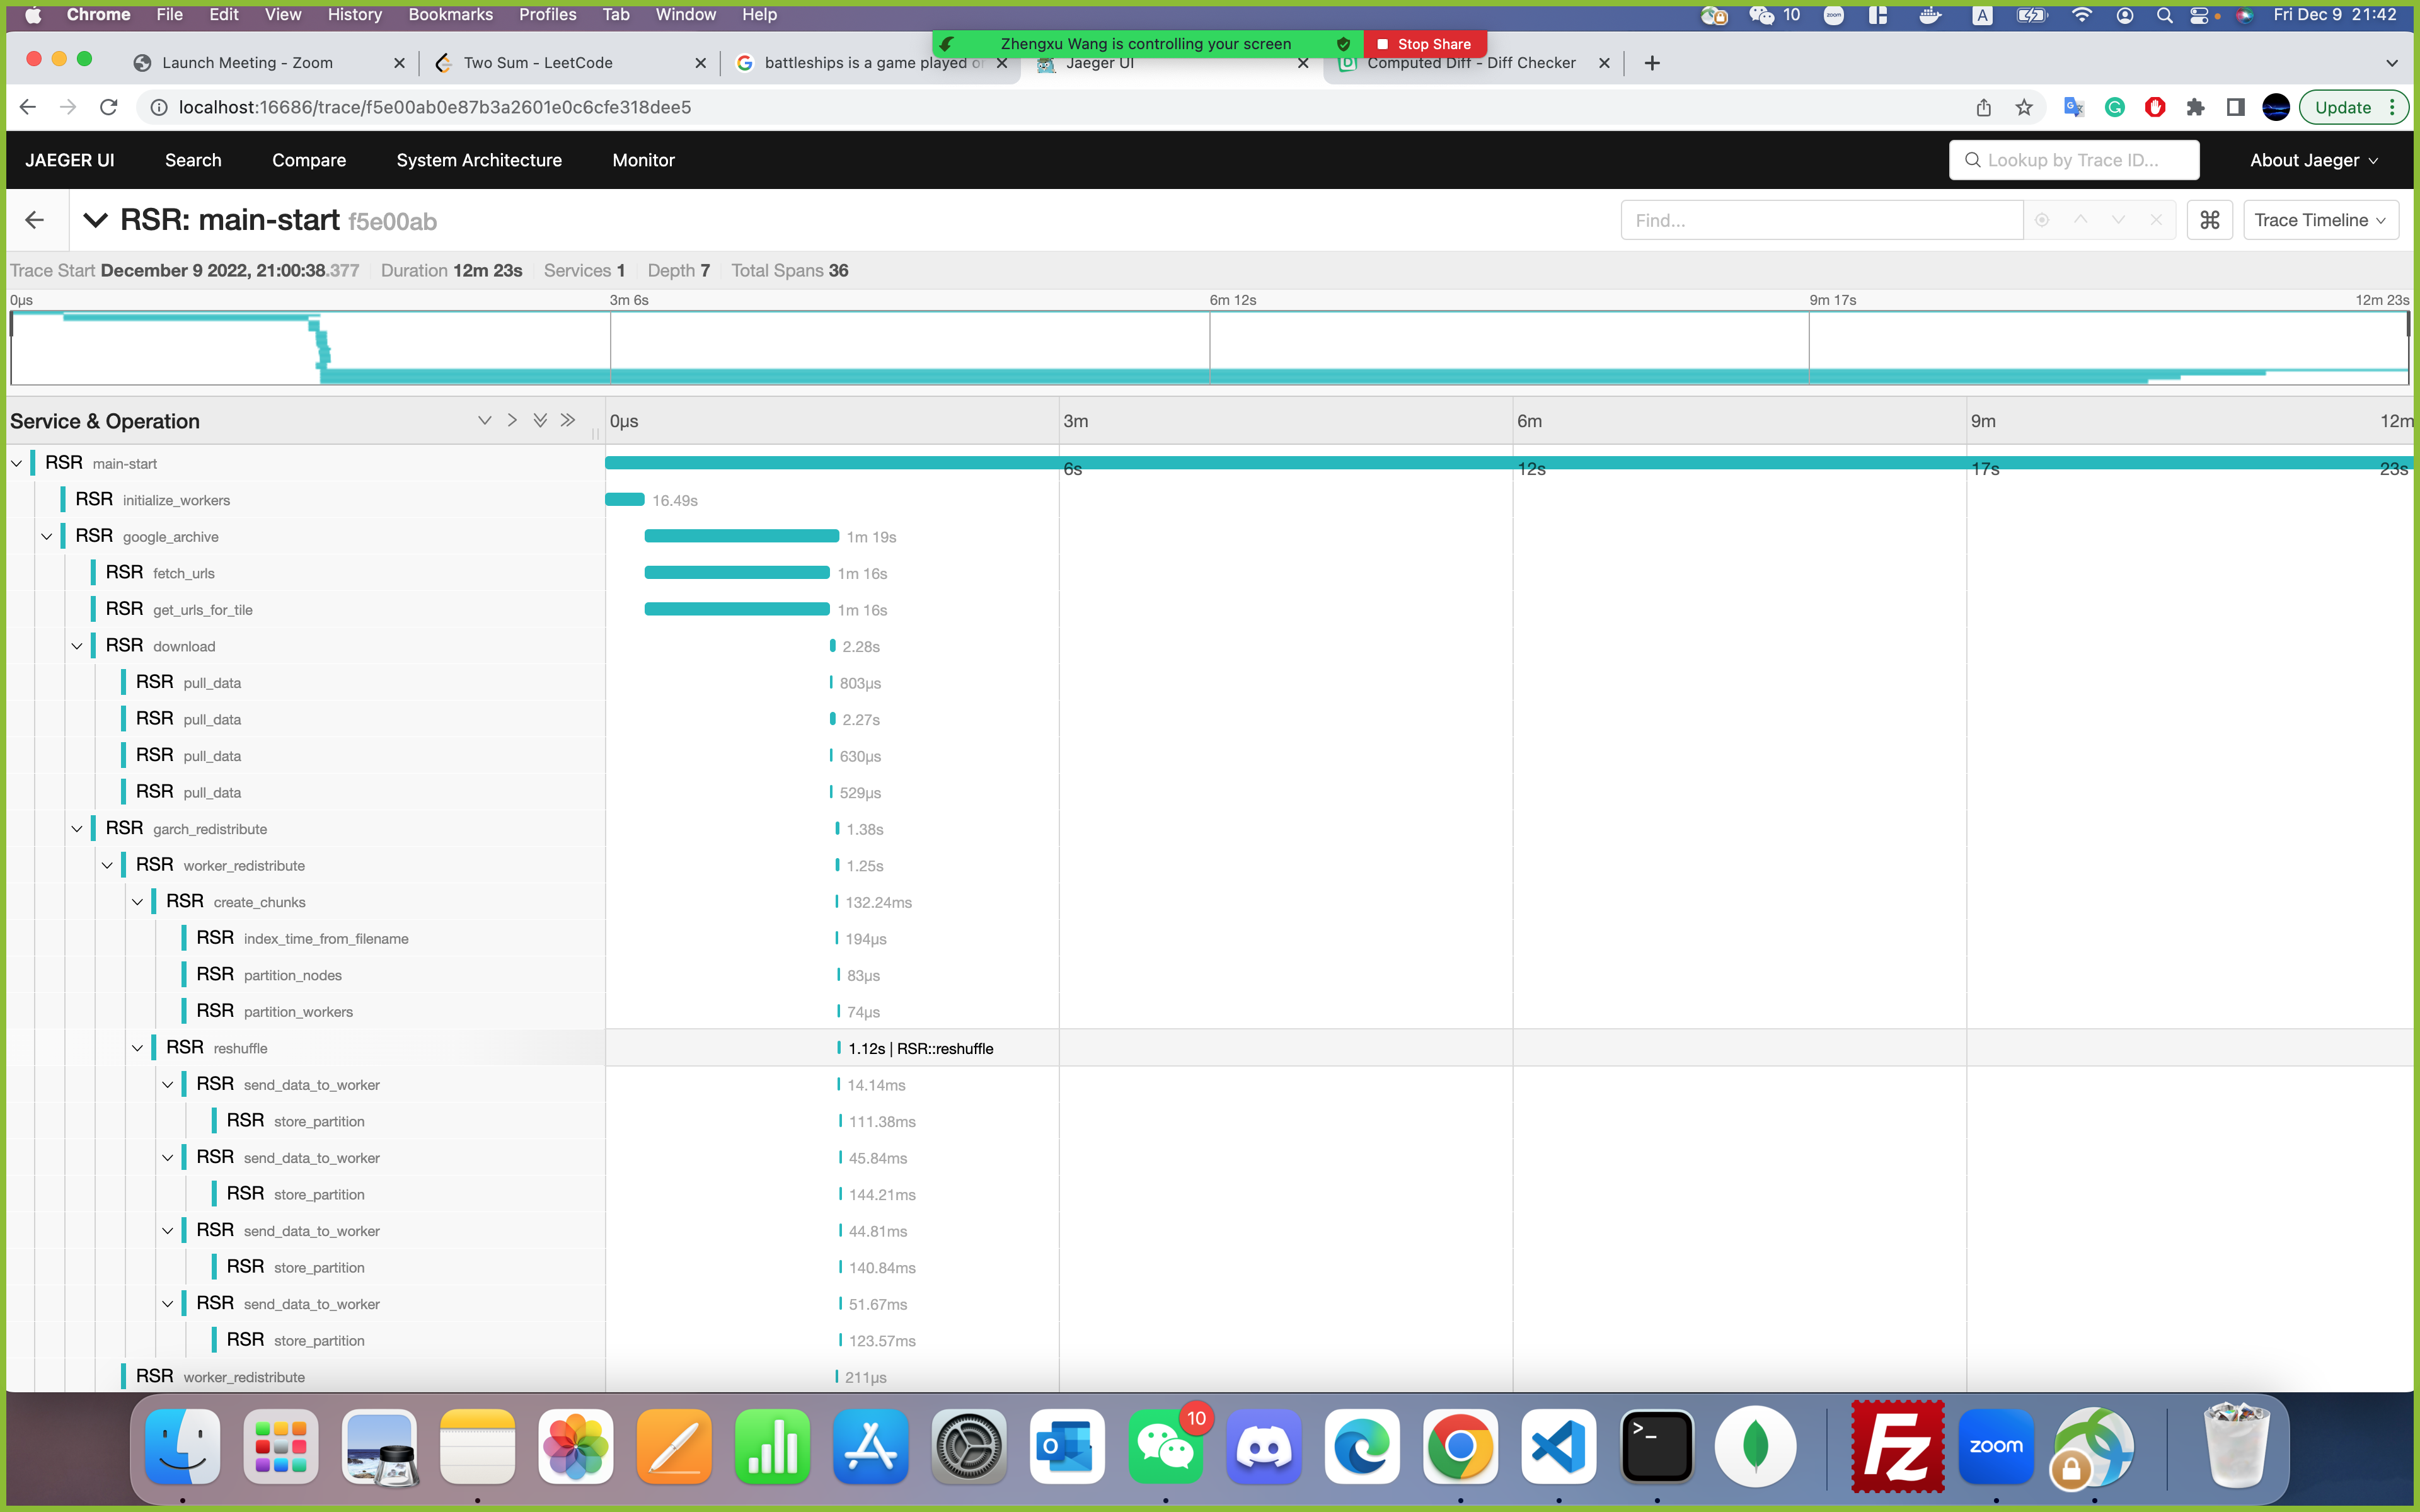 Chrome File Edit View History Bookmarks Profiles Tab Window Help 10 zoom A Fri Dec 9 21:42
Zhengxu Wang is controlling your screen Stop Share
Launch Meeting - Zoom Two Sum - LeetCode battleships is a game played Jaeger UI Computed Diff - Diff Checker
localhost:16686/trace/f5e00ab0e87b3a2601e0c6cfe318dee5 Update
JAEGER UI Search Compare System Architecture Monitor Lookup by Trace ID... About Jaeger
RSR: main-start f5e00ab Find... ⌘ Trace Timeline
Trace Start December 9 2022, 21:00:38.377 Duration 12m 23s Services 1 Depth 7 Total Spans 36
0μs 3m 6s 6m 12s 9m 17s 12m 23s
Service & Operation 0μs 3m 6m 9m 12m
RSR main-start 6s 12s 17s 23s
RSR initialize_workers 16.49s
RSR google_archive 1m 19s
RSR fetch_urls 1m 16s
RSR get_urls_for_tile 1m 16s
RSR download 2.28s
RSR pull_data 803μs
RSR pull_data 2.27s
RSR pull_data 630μs
RSR pull_data 529μs
RSR garch_redistribute 1.38s
RSR worker_redistribute 1.25s
RSR create_chunks 132.24ms
RSR index_time_from_filename 194μs
RSR partition_nodes 83μs
RSR partition_workers 74μs
RSR reshuffle 1.12s | RSR::reshuffle
RSR send_data_to_worker 14.14ms
RSR store_partition 111.38ms
RSR send_data_to_worker 45.84ms
RSR store_partition 144.21ms
RSR send_data_to_worker 44.81ms
RSR store_partition 140.84ms
RSR send_data_to_worker 51.67ms
RSR store_partition 123.57ms
RSR worker_redistribute 211μs
10
zoom